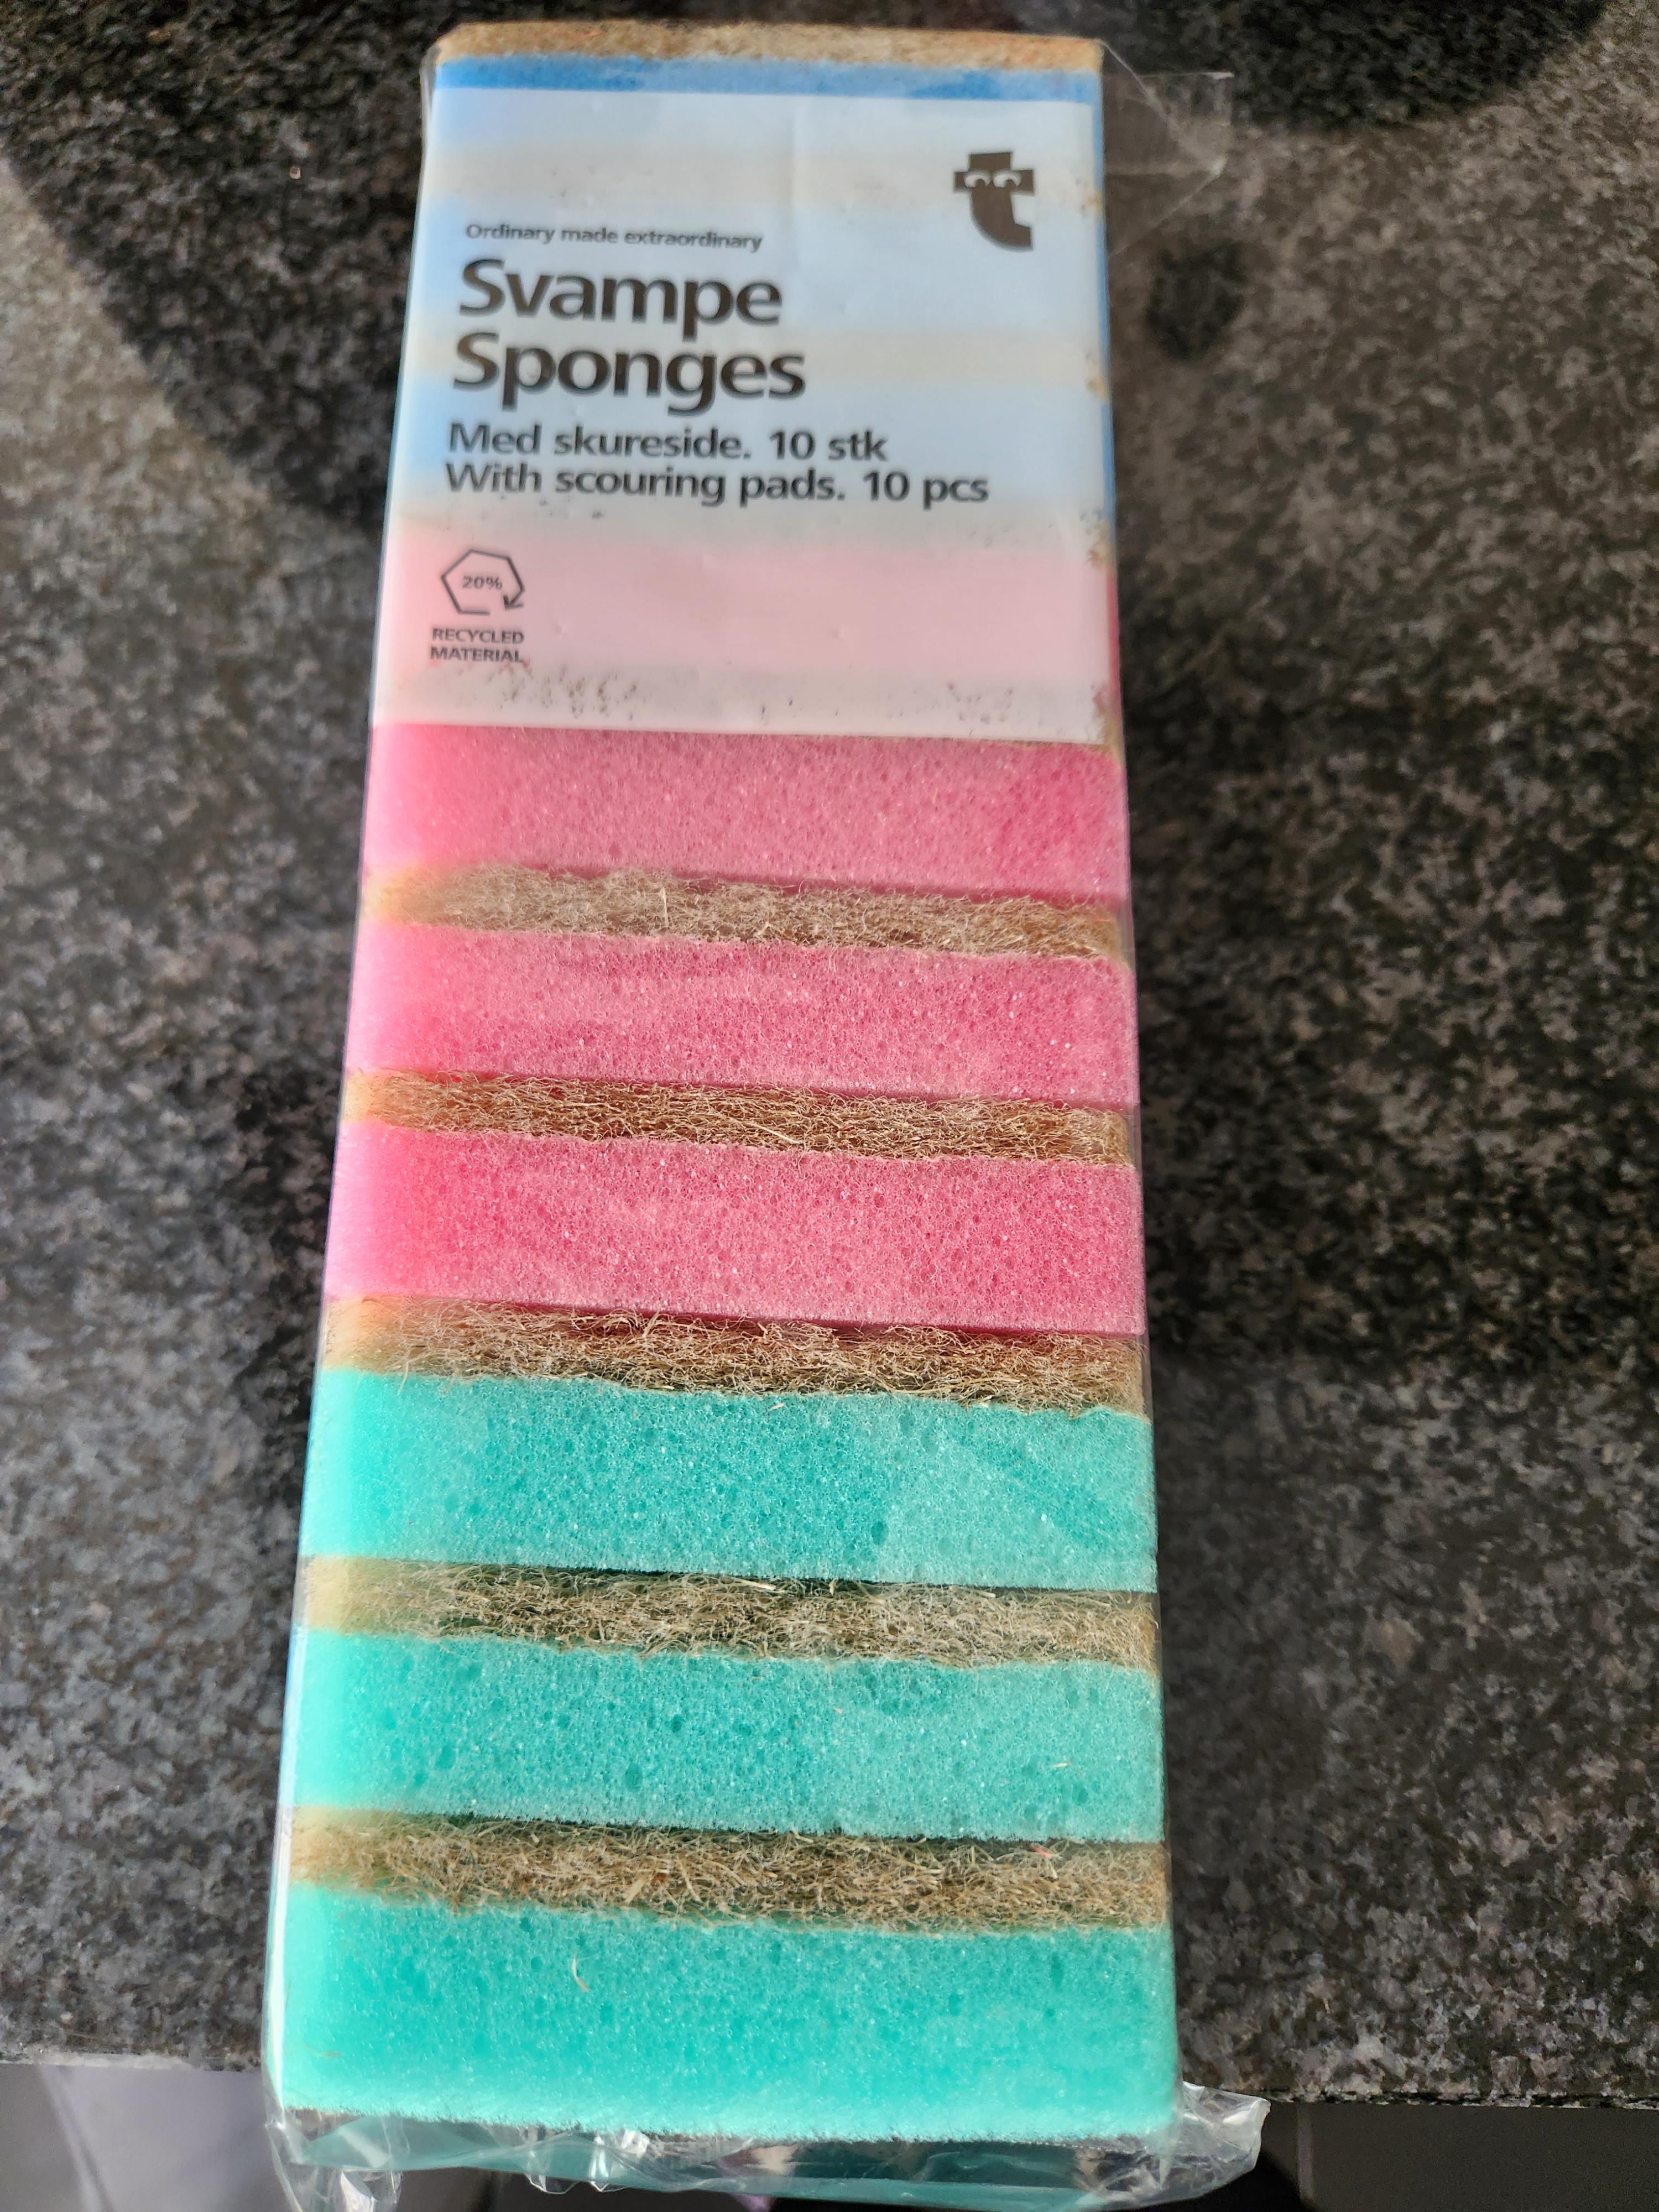 Ordinary made extraordinary
Svampe
Sponges
Med skureside. 10 stk
With scouring pads. 10 pcs
20%
RECYCLED
MATERIAL